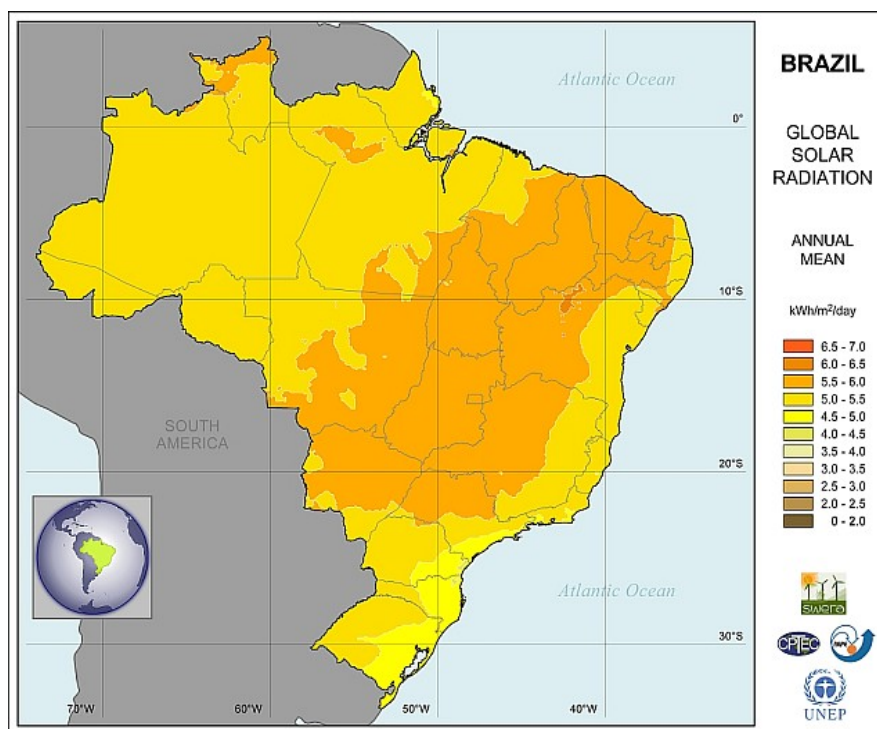 BRAZIL
GLOBAL
SOLAR
RADIATION
ANNUAL
MEAN
kWh/m²/day
6.5 - 7.0
6.0 - 6.5
5.5 - 6.0
5.0 - 5.5
4.5 - 5.0
4.0 - 4.5
3.5 - 4.0
3.0 - 3.5
2.5 - 3.0
2.0 - 2.5
0 - 2.0
Atlantic Ocean
0°
10°S
SOUTH
AMERICA
20°S
Atlantic Ocean
30°S
70°W
60°W
50°W
40°W
swera
CPTEC
UNEP